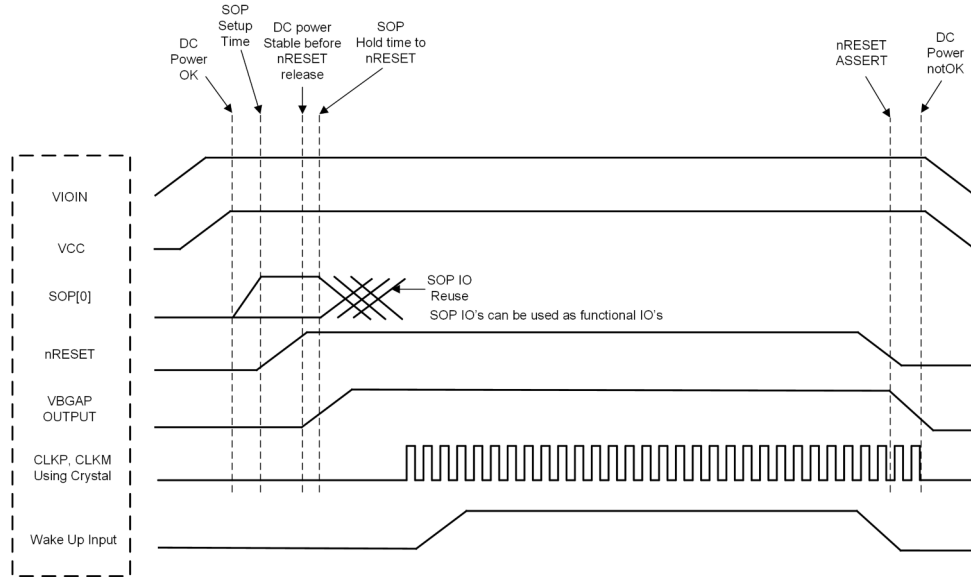 DC
Power
OK
SOP
Setup
Time
DC power
Stable before
nRESET
release
SOP
Hold time to
nRESET
nRESET
ASSERT
DC
Power
notOK
VIOIN
VCC
SOP[0]
SOP IO
Reuse
SOP IO's can be used as functional IO's
nRESET
VBGAP
OUTPUT
CLKP, CLKM
Using Crystal
Wake Up Input